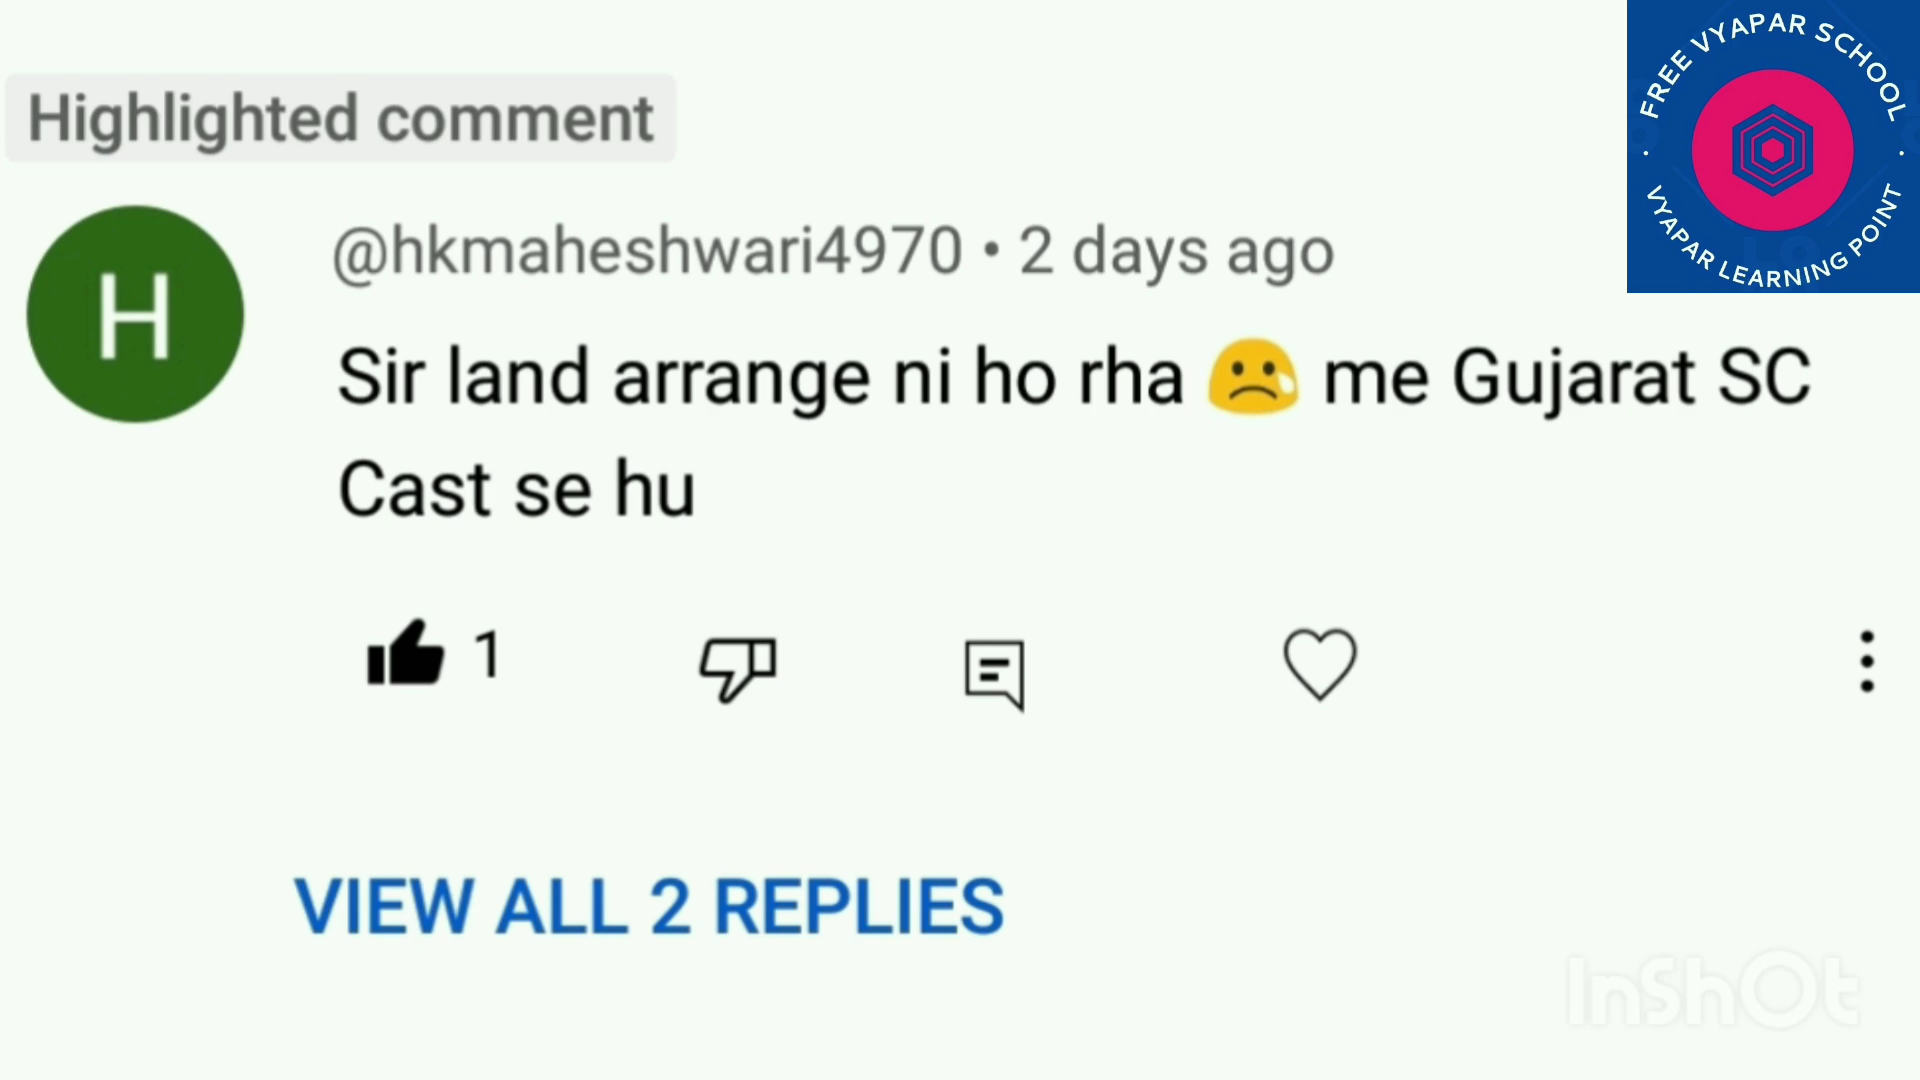 FREE VYAPAR SCHOOL
VYAPAR LEARNING POINT
Highlighted comment
H
@hkmaheshwari4970 • 2 days ago
Sir land arrange ni ho rha 😢 me Gujarat SC
Cast se hu
1
VIEW ALL 2 REPLIES
InShOt